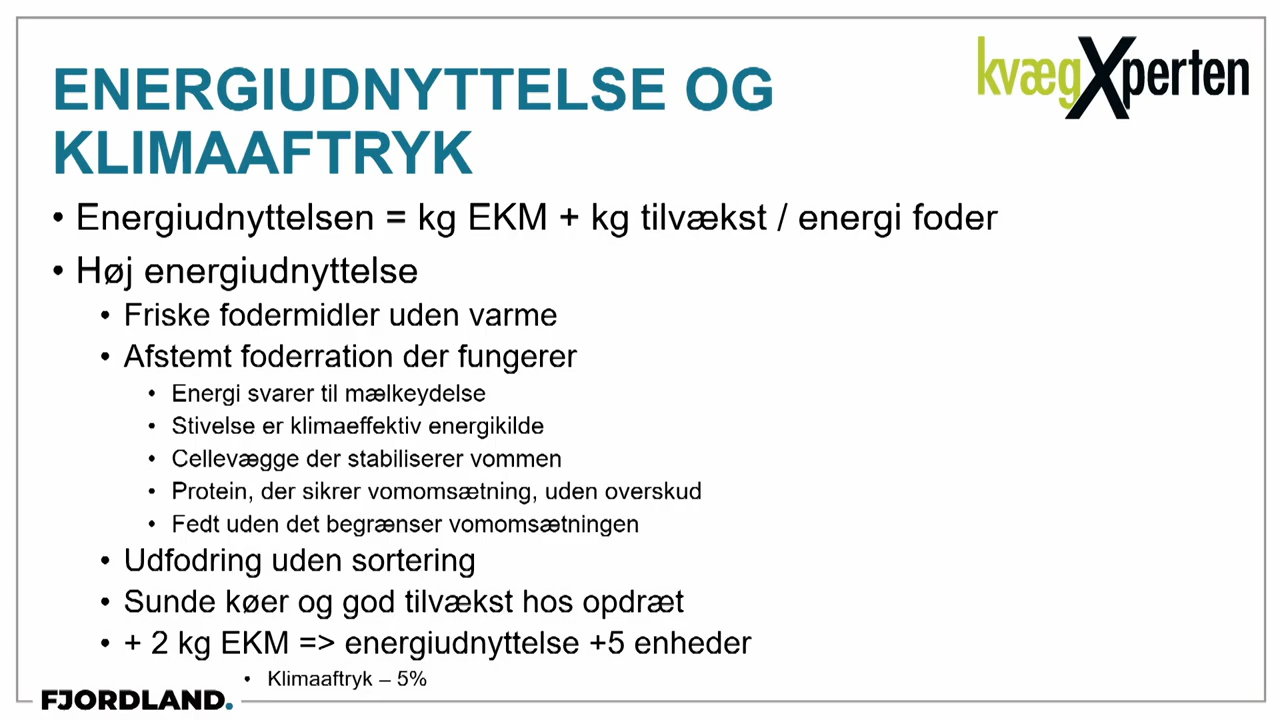 kvægXperten
ENERGIUDNYTTELSE OG
KLIMAAFTRYK
• Energiudnyttelsen = kg EKM + kg tilvækst / energi foder
• Høj energiudnyttelse
• Friske fodermidler uden varme
• Afstemt foderration der fungerer
• Energi svarer til mælkeydelse
• Stivelse er klimaeffektiv energikilde
• Cellevægge der stabiliserer vommen
• Protein, der sikrer vomomsætning, uden overskud
• Fedt uden det begrænser vomomsætningen
• Udfodring uden sortering
• Sunde køer og god tilvækst hos opdræt
• + 2 kg EKM => energiudnyttelse +5 enheder
• Klimaaftryk – 5%
FJORDLAND.